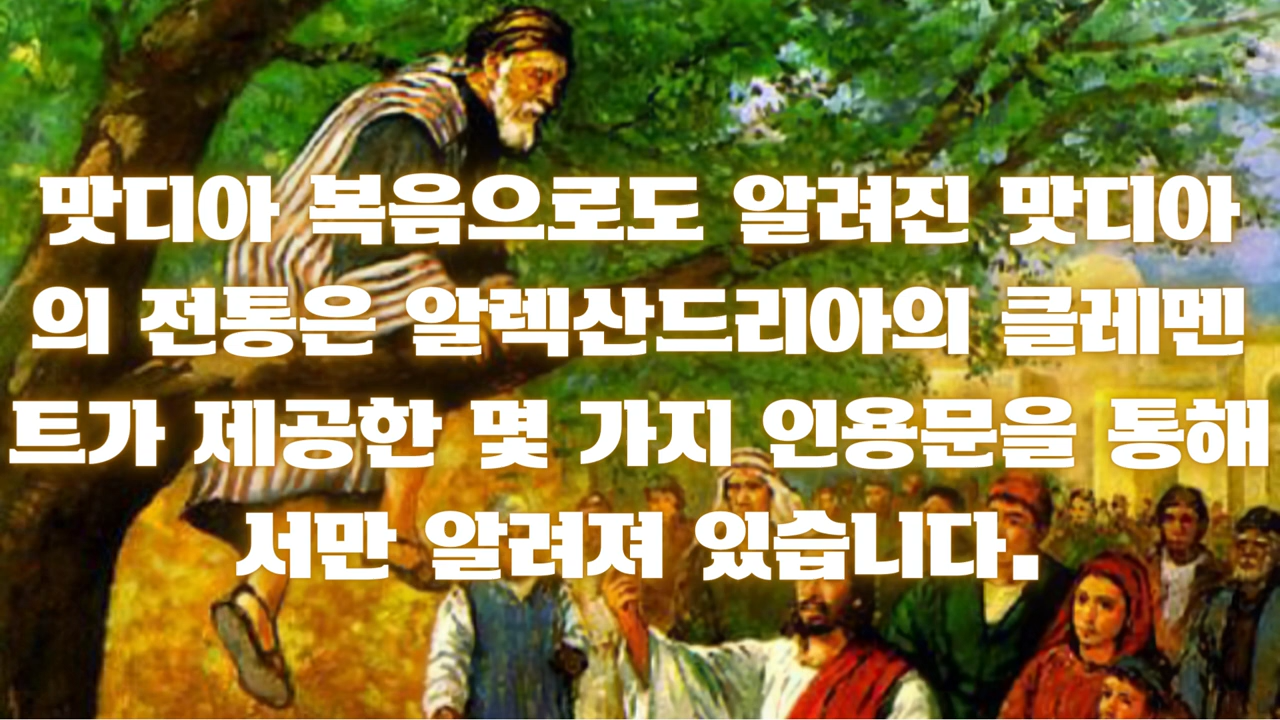 맛디아 복음으로도 알려진 맛디아
의 전통은 알렉산드리아의 클레멘
트가 제공한 몇 가지 인용문을 통해
서만 알려져 있습니다.